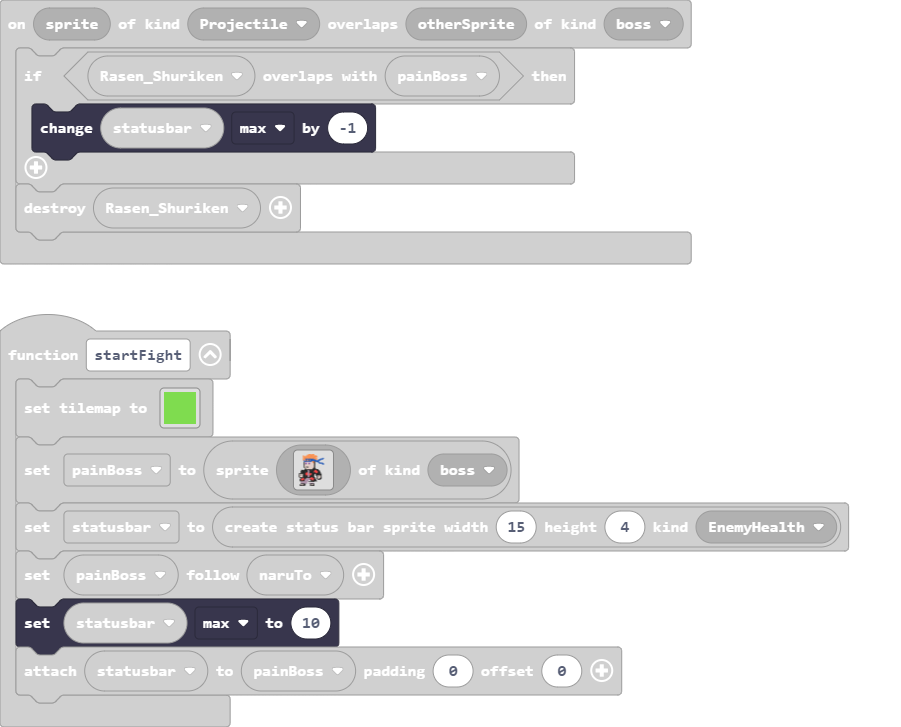 on sprite of kind Projectile overlaps otherSprite of kind boss
if Rasen_Shuriken overlaps with painBoss then
change statusbar max by -1
destroy Rasen_Shuriken
function startFight
set tilemap to
set painBoss to sprite of kind boss
set statusbar to create status bar sprite width 15 height 4 kind EnemyHealth
set painBoss follow naruTo
set statusbar max to 10
attach statusbar to painBoss padding 0 offset 0